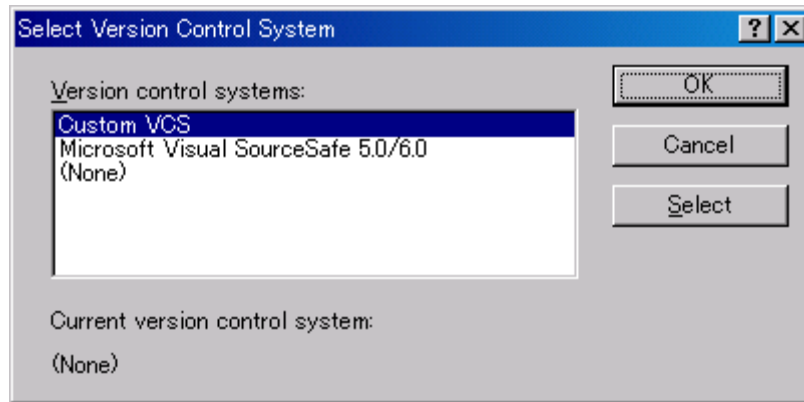 Select Version Control System
Version control systems:
OK
Custom VCS
Microsoft Visual SourceSafe 5.0/6.0
(None)
Cancel
Select
Current version control system:
(None)